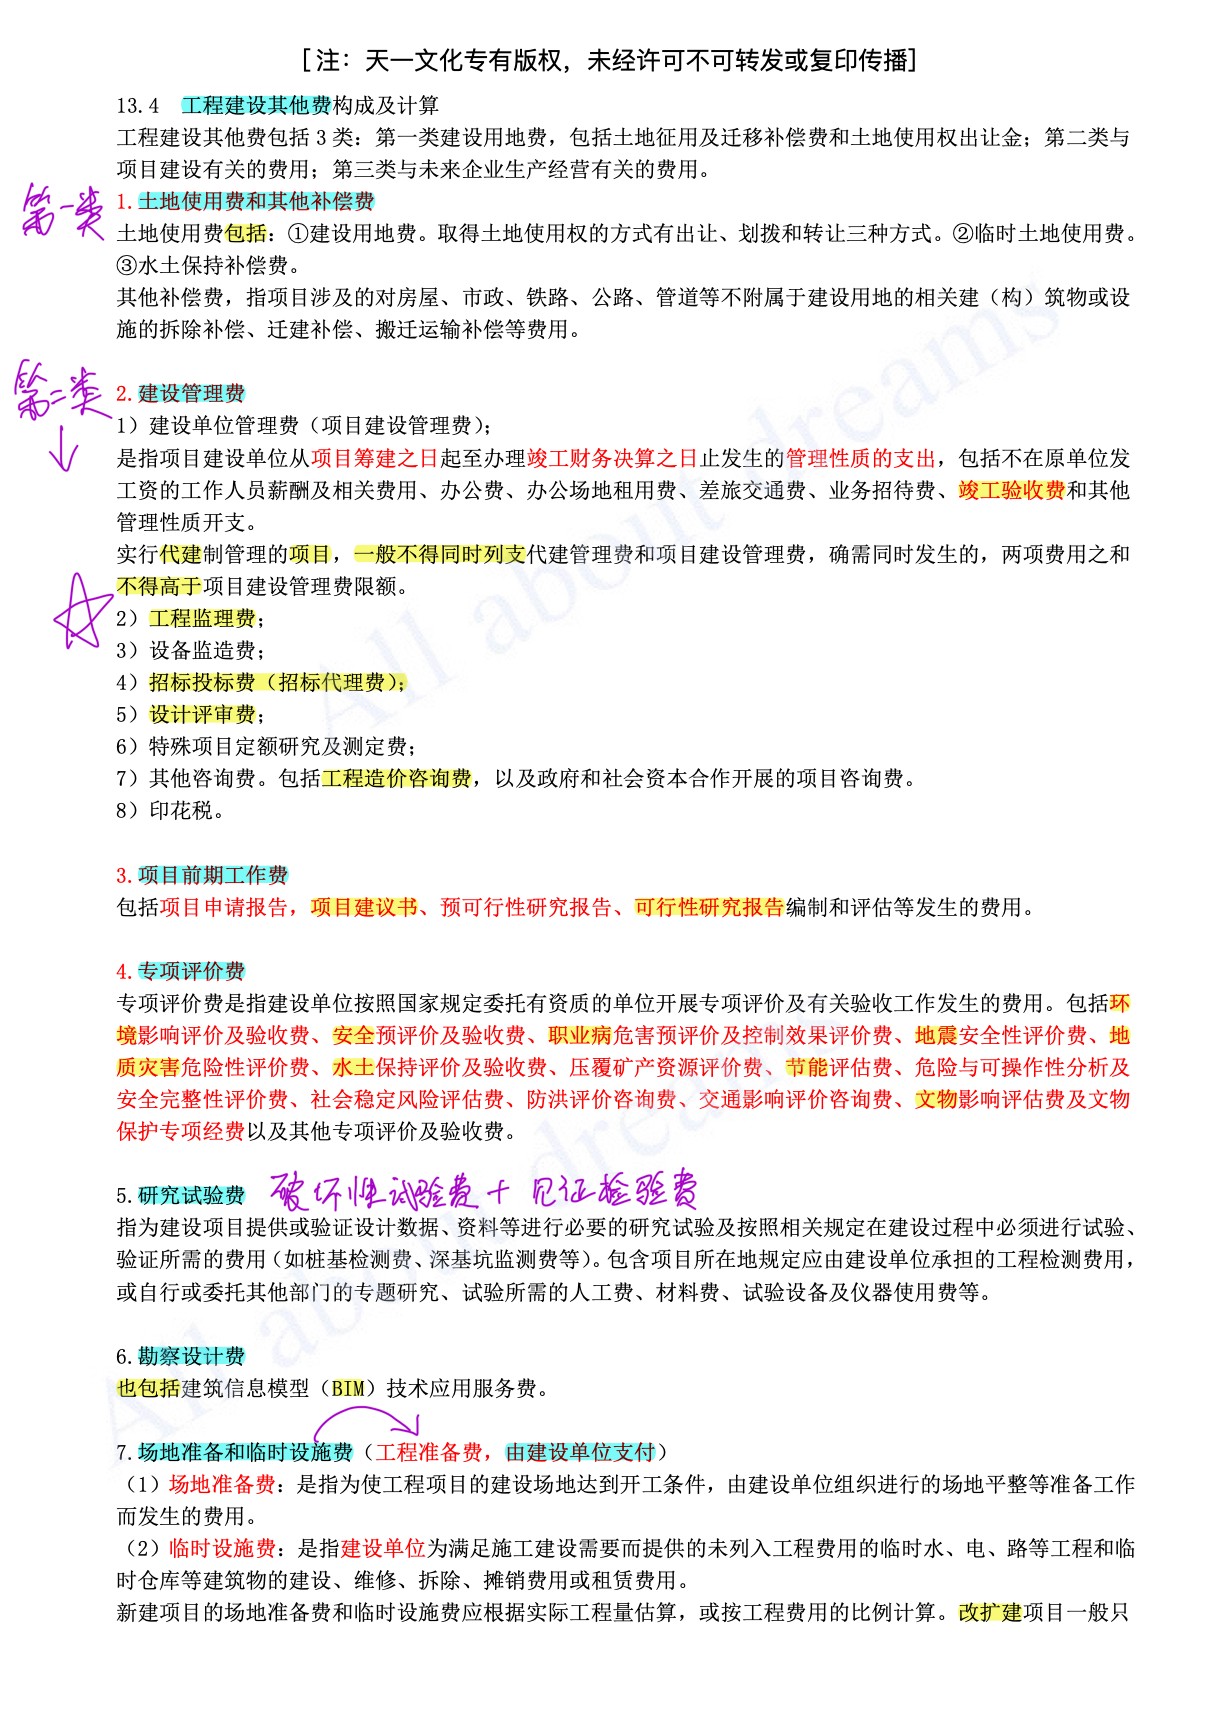 [注：天一文化专有版权，未经许可不可转发或复印传播]
13.4 工程建设其他费构成及计算
工程建设其他费包括 3 类：第一类建设用地费，包括土地征用及迁移补偿费和土地使用权出让金；第二类与
项目建设有关的费用；第三类与未来企业生产经营有关的费用。
第一类
1.土地使用费和其他补偿费
土地使用费包括：①建设用地费。取得土地使用权的方式有出让、划拨和转让三种方式。②临时土地使用费。
③水土保持补偿费。
其他补偿费，指项目涉及的对房屋、市政、铁路、公路、管道等不附属于建设用地的相关建（构）筑物或设
施的拆除补偿、迁建补偿、搬迁运输补偿等费用。
第二类
2.建设管理费
1）建设单位管理费（项目建设管理费）；
是指项目建设单位从项目筹建之日起至办理竣工财务决算之日止发生的管理性质的支出，包括不在原单位发
工资的工作人员薪酬及相关费用、办公费、办公场地租用费、差旅交通费、业务招待费、竣工验收费和其他
管理性质开支。
实行代建制管理的项目，一般不得同时列支代建管理费和项目建设管理费，确需同时发生的，两项费用之和
不得高于项目建设管理费限额。
2）工程监理费；
3）设备监造费；
4）招标投标费（招标代理费）；
5）设计评审费；
6）特殊项目定额研究及测定费；
7）其他咨询费。包括工程造价咨询费，以及政府和社会资本合作开展的项目咨询费。
8）印花税。
3.项目前期工作费
包括项目申请报告，项目建议书、预可行性研究报告、可行性研究报告编制和评估等发生的费用。
4.专项评价费
专项评价费是指建设单位按照国家规定委托有资质的单位开展专项评价及有关验收工作发生的费用。包括环
境影响评价及验收费、安全预评价及验收费、职业病危害预评价及控制效果评价费、地震安全性评价费、地
质灾害危险性评价费、水土保持评价及验收费、压覆矿产资源评价费、节能评估费、危险与可操作性分析及
安全完整性评价费、社会稳定风险评估费、防洪评价咨询费、交通影响评价咨询费、文物影响评估费及文物
保护专项经费以及其他专项评价及验收费。
5.研究试验费 破坏性试验费+见证检验费
指为建设项目提供或验证设计数据、资料等进行必要的研究试验及按照相关规定在建设过程中必须进行试验、
验证所需的费用（如桩基检测费、深基坑监测费等）。包含项目所在地规定应由建设单位承担的工程检测费用，
或自行或委托其他部门的专题研究、试验所需的人工费、材料费、试验设备及仪器使用费等。
6.勘察设计费
也包括建筑信息模型（BIM）技术应用服务费。
7.场地准备和临时设施费（工程准备费，由建设单位支付）
（1）场地准备费：是指为使工程项目的建设场地达到开工条件，由建设单位组织进行的场地平整等准备工作
而发生的费用。
（2）临时设施费：是指建设单位为满足施工建设需要而提供的未列入工程费用的临时水、电、路等工程和临
时仓库等建筑物的建设、维修、拆除、摊销费用或租赁费用。
新建项目的场地准备费和临时设施费应根据实际工程量估算，或按工程费用的比例计算。改扩建项目一般只
All about dreams
All about dreams